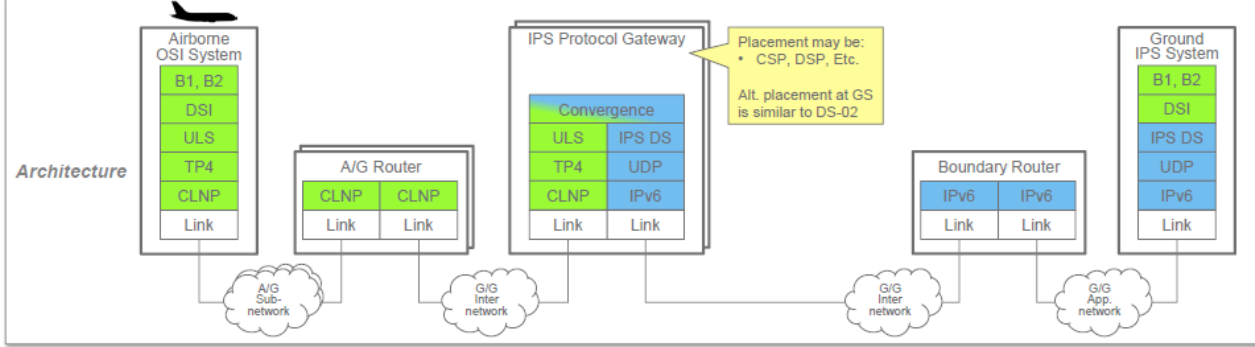 Architecture
Airborne
OSI System
B1, B2
DSI
ULS
TP4
CLNP
Link
A/G
Sub-
network
A/G Router
CLNP CLNP
Link Link
G/G
Inter
network
IPS Protocol Gateway
Convergence
ULS IPS DS
TP4 UDP
CLNP IPv6
Link Link
Placement may be:
• CSP, DSP, Etc.
Alt. placement at GS
is similar to DS-02
G/G
Inter
network
Boundary Router
IPv6 IPv6
Link Link
G/G
App.
network
Ground
IPS System
B1, B2
DSI
IPS DS
UDP
IPv6
Link